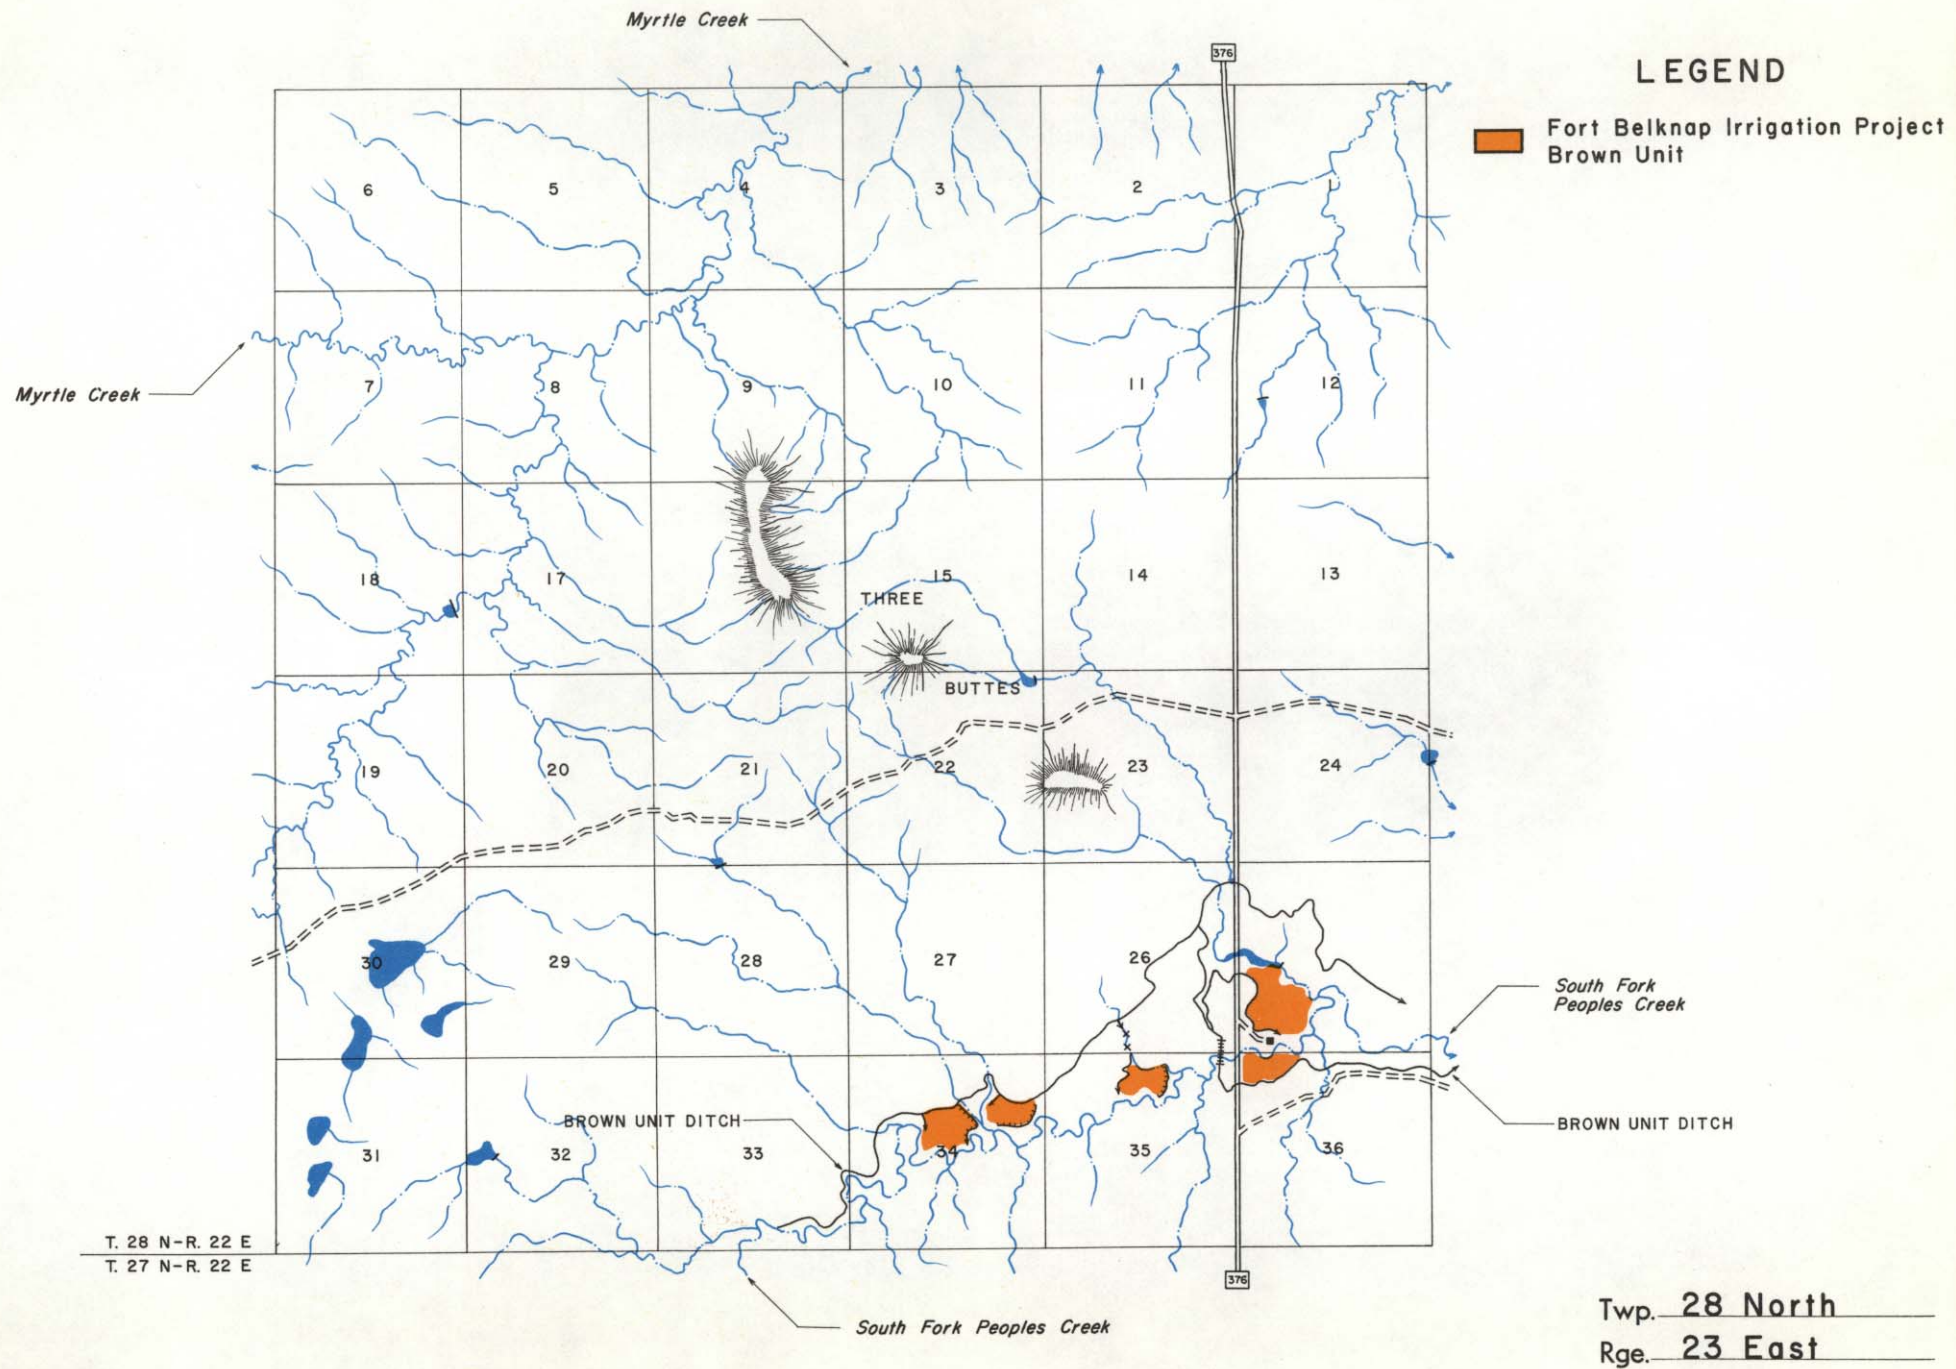 Myrtle Creek
376
LEGEND
Fort Belknap Irrigation Project
Brown Unit
6
5
4
3
2
1
Myrtle Creek
7
8
9
10
11
12
18
17
15
14
13
THREE
BUTTES
19
20
21
22
23
24
30
29
28
27
26
South Fork
Peoples Creek
BROWN UNIT DITCH
BROWN UNIT DITCH
31
32
33
34
35
36
T. 28 N-R. 22 E
T. 27 N-R. 22 E
376
South Fork Peoples Creek
Twp. 28 North
Rge. 23 East